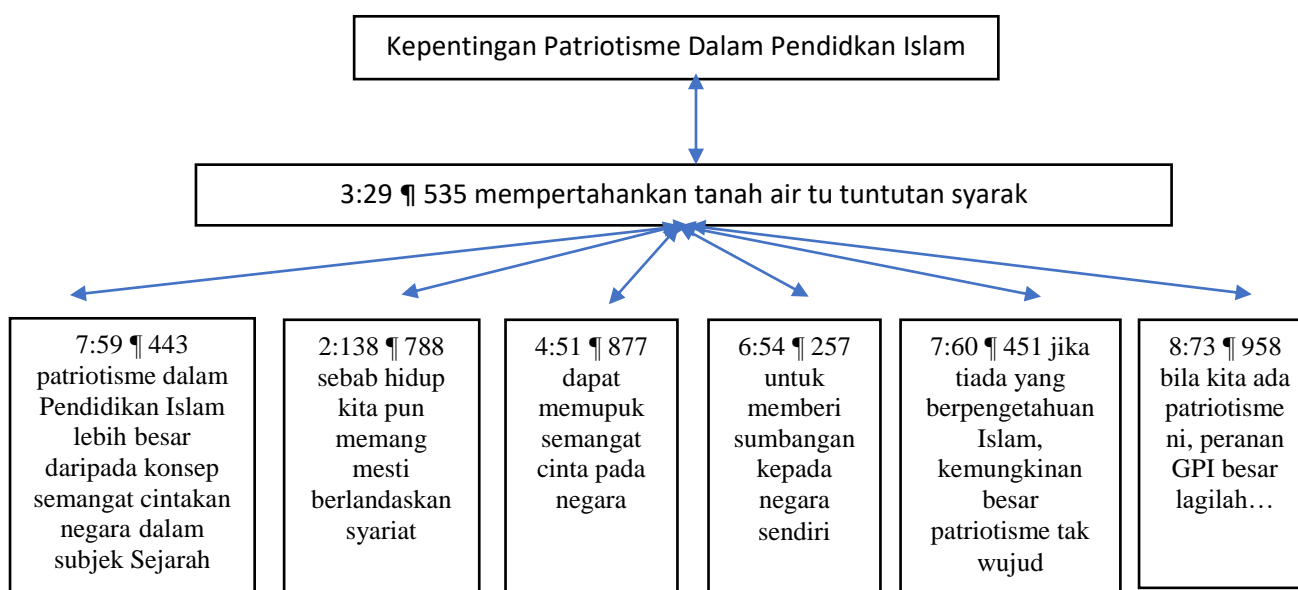 Kepentingan Patriotisme Dalam Pendidkan Islam
3:29 ¶ 535 mempertahankan tanah air tu tuntutan syarak
7:59 ¶ 443
patriotisme dalam
Pendidikan Islam
lebih besar
daripada konsep
semangat cintakan
negara dalam
subjek Sejarah
2:138 ¶ 788
sebab hidup
kita pun
memang
mesti
berlandaskan
syariat
4:51 ¶ 877
dapat
memupuk
semangat
cinta pada
negara
6:54 ¶ 257
untuk
memberi
sumbangan
kepada
negara
sendiri
7:60 ¶ 451 jika
tiada yang
berpengetahuan
Islam,
kemungkinan
besar
patriotisme tak
wujud
8:73 ¶ 958
bila kita ada
patriotisme
ni, peranan
GPI besar
lagilah…